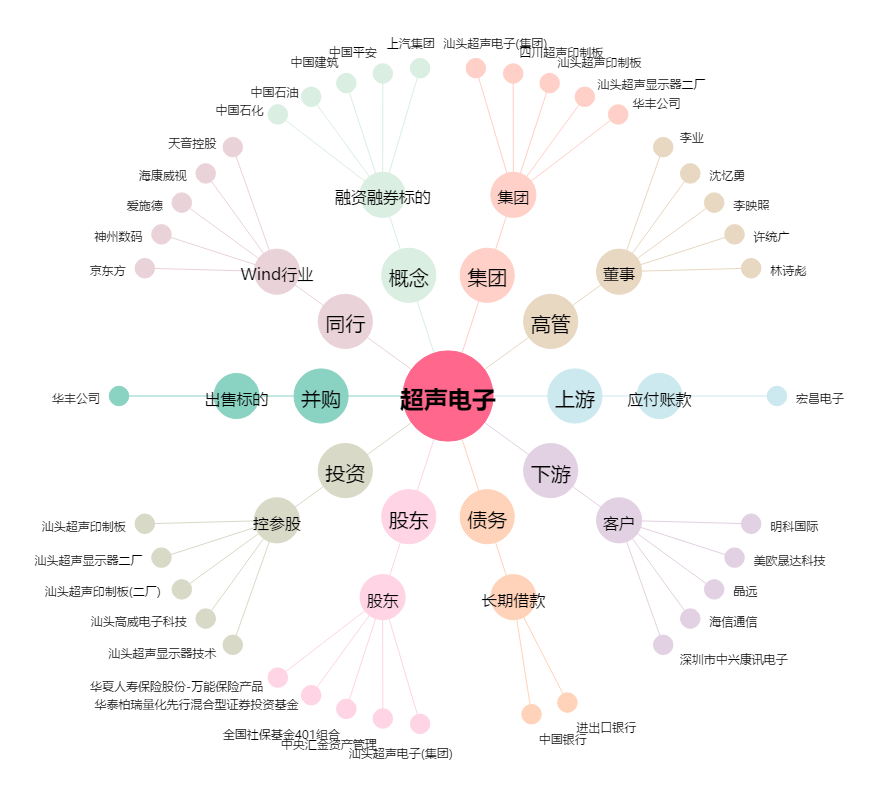 上汽集团
中国平安
中国建筑
中国石油
中国石化
融资融券标的
概念
汕头超声电子(集团)
四川超声印制板
汕头超声印制板
汕头超声显示器二厂
华丰公司
集团
集团
天音控股
海康威视
爱施德
神州数码
京东方
Wind行业
同行
李业
沈忆勇
李映照
许统广
林诗彪
董事
高管
华丰公司
出售标的
并购
超声电子
上游
应付账款
宏昌电子
投资
控参股
汕头超声印制板
汕头超声显示器二厂
汕头超声印制板(二厂)
汕头高威电子科技
汕头超声显示器技术
下游
客户
明科国际
美欧晟达科技
晶远
海信通信
深圳市中兴康讯电子
股东
股东
华夏人寿保险股份-万能保险产品
华泰柏瑞量化先行混合型证券投资基金
全国社保基金401组合
中央汇金资产管理
汕头超声电子(集团)
债务
长期借款
进出口银行
中国银行